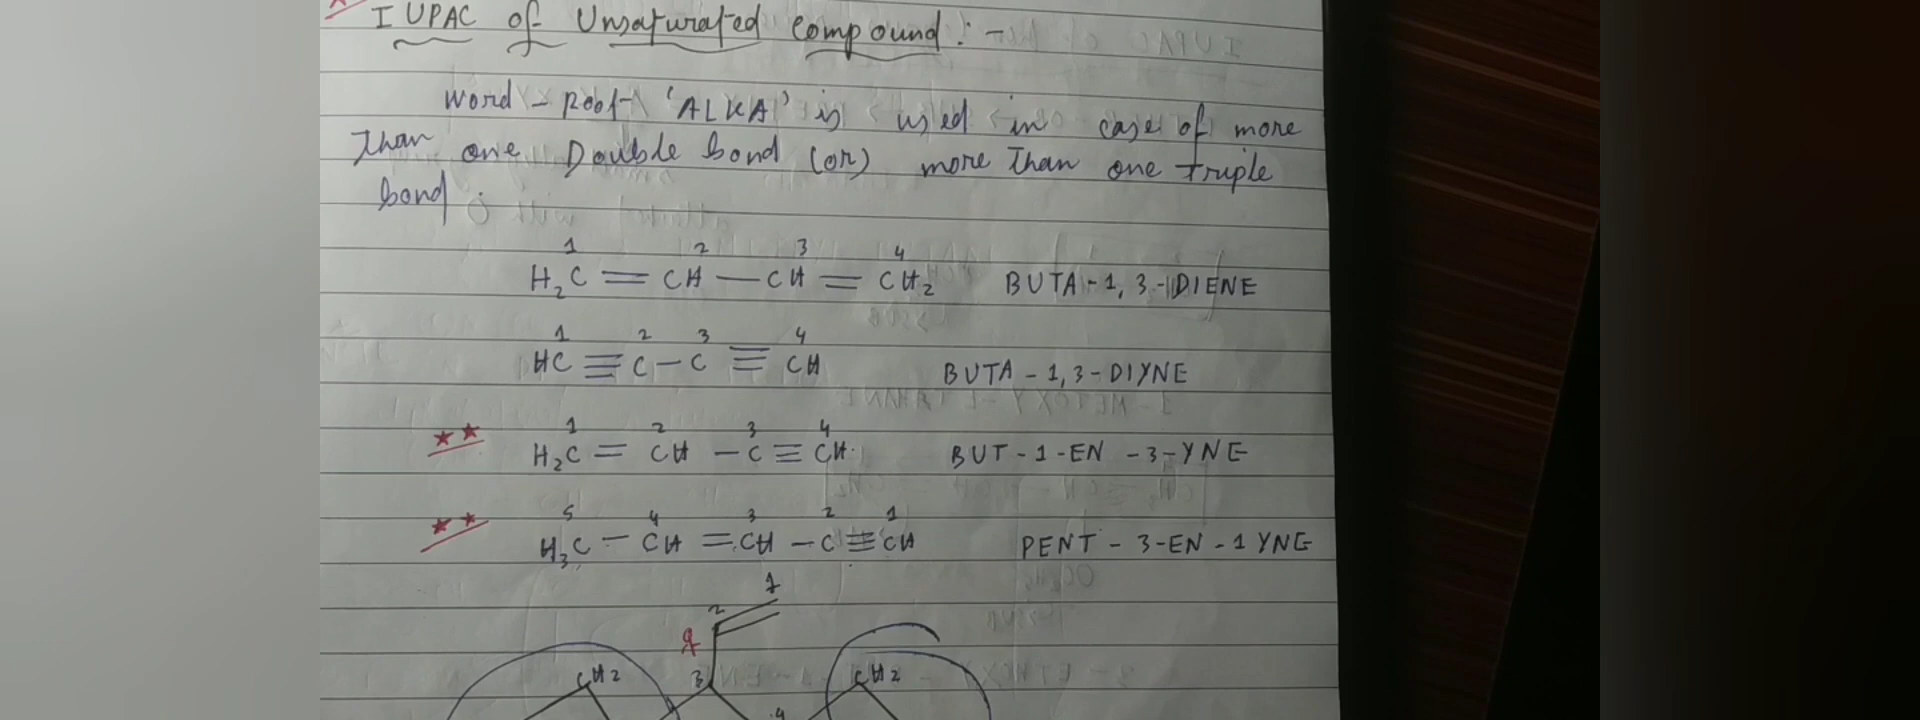 IUPAC of Unsaturated compound :-
word - Root 'ALKA' is used in case of more
Than one Double bond (or) more Than one triple
bond.
1 2 3 4
H2C = CH — CH = CH2 BUTA - 1, 3 - DIENE
1 2 3 4
HC ≡ C - C ≡ CH BUTA - 1,3 - DIYNE
1 2 3 4
H2C = CH - C ≡ CH BUT - 1 - EN - 3 - YNE
5 4 3 2 1
H3C - CH = CH - C ≡ CH PENT - 3 - EN - 1 YNE
1
2
CH2 3 CH2
4